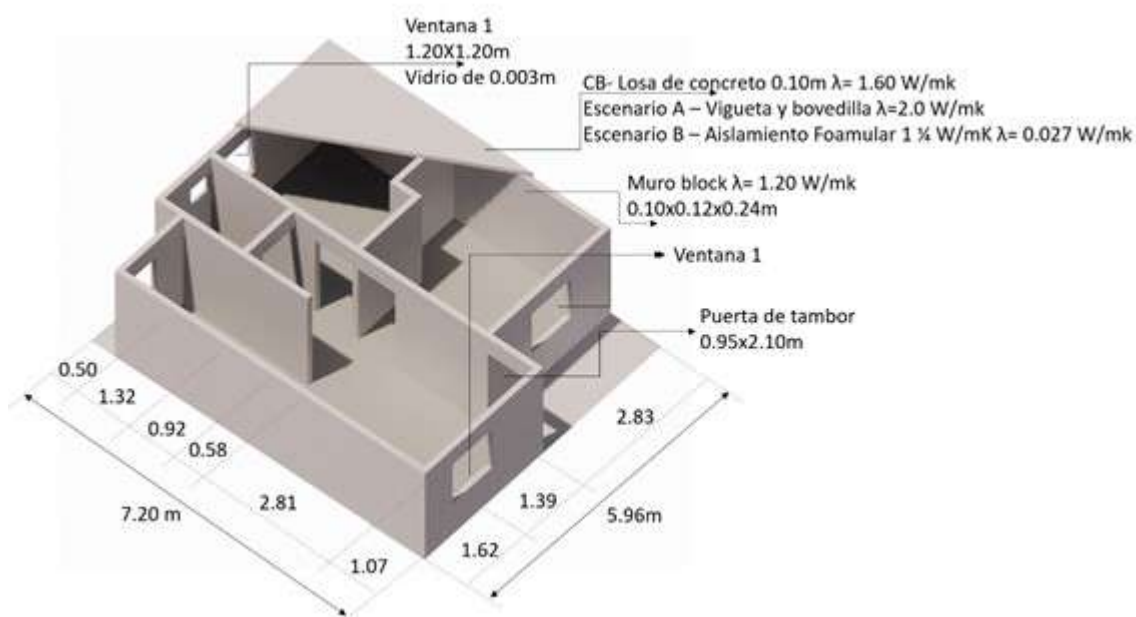 Ventana 1
1.20X1.20m
Vidrio de 0.003m
CB- Losa de concreto 0.10m λ= 1.60 W/mk
Escenario A – Vigueta y bovedilla λ=2.0 W/mk
Escenario B – Aislamiento Foamular 1 ¼ W/mK λ= 0.027 W/mk
Muro block λ= 1.20 W/mk
0.10x0.12x0.24m
Ventana 1
Puerta de tambor
0.95x2.10m
0.50
1.32
0.92
0.58
2.81
1.07
7.20 m
2.83
1.39
1.62
5.96m